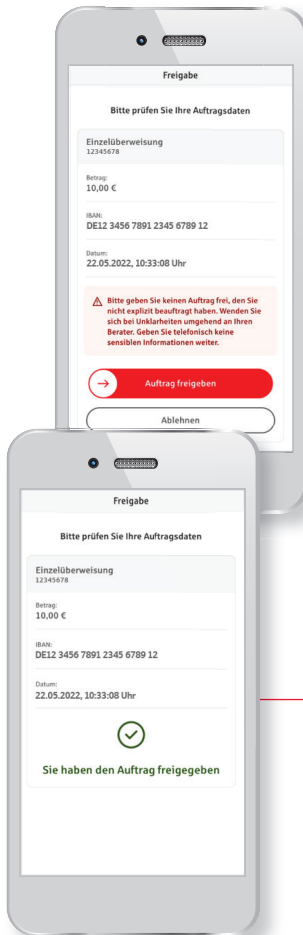 Freigabe
Bitte prüfen Sie Ihre Auftragsdaten
Einzelüberweisung
12345678
Betrag:
10,00 €
IBAN:
DE12 3456 7891 2345 6789 12
Datum:
22.05.2022, 10:33:08 Uhr
Bitte geben Sie keinen Auftrag frei, den Sie
nicht explizit beauftragt haben. Wenden Sie
sich bei Unklarheiten umgehend an Ihren
Berater. Geben Sie telefonisch keine
sensiblen Informationen weiter.
Auftrag freigeben
Ablehnen
Freigabe
Bitte prüfen Sie Ihre Auftragsdaten
Einzelüberweisung
12345678
Betrag:
10,00 €
IBAN:
DE12 3456 7891 2345 6789 12
Datum:
22.05.2022, 10:33:08 Uhr
Sie haben den Auftrag freigegeben